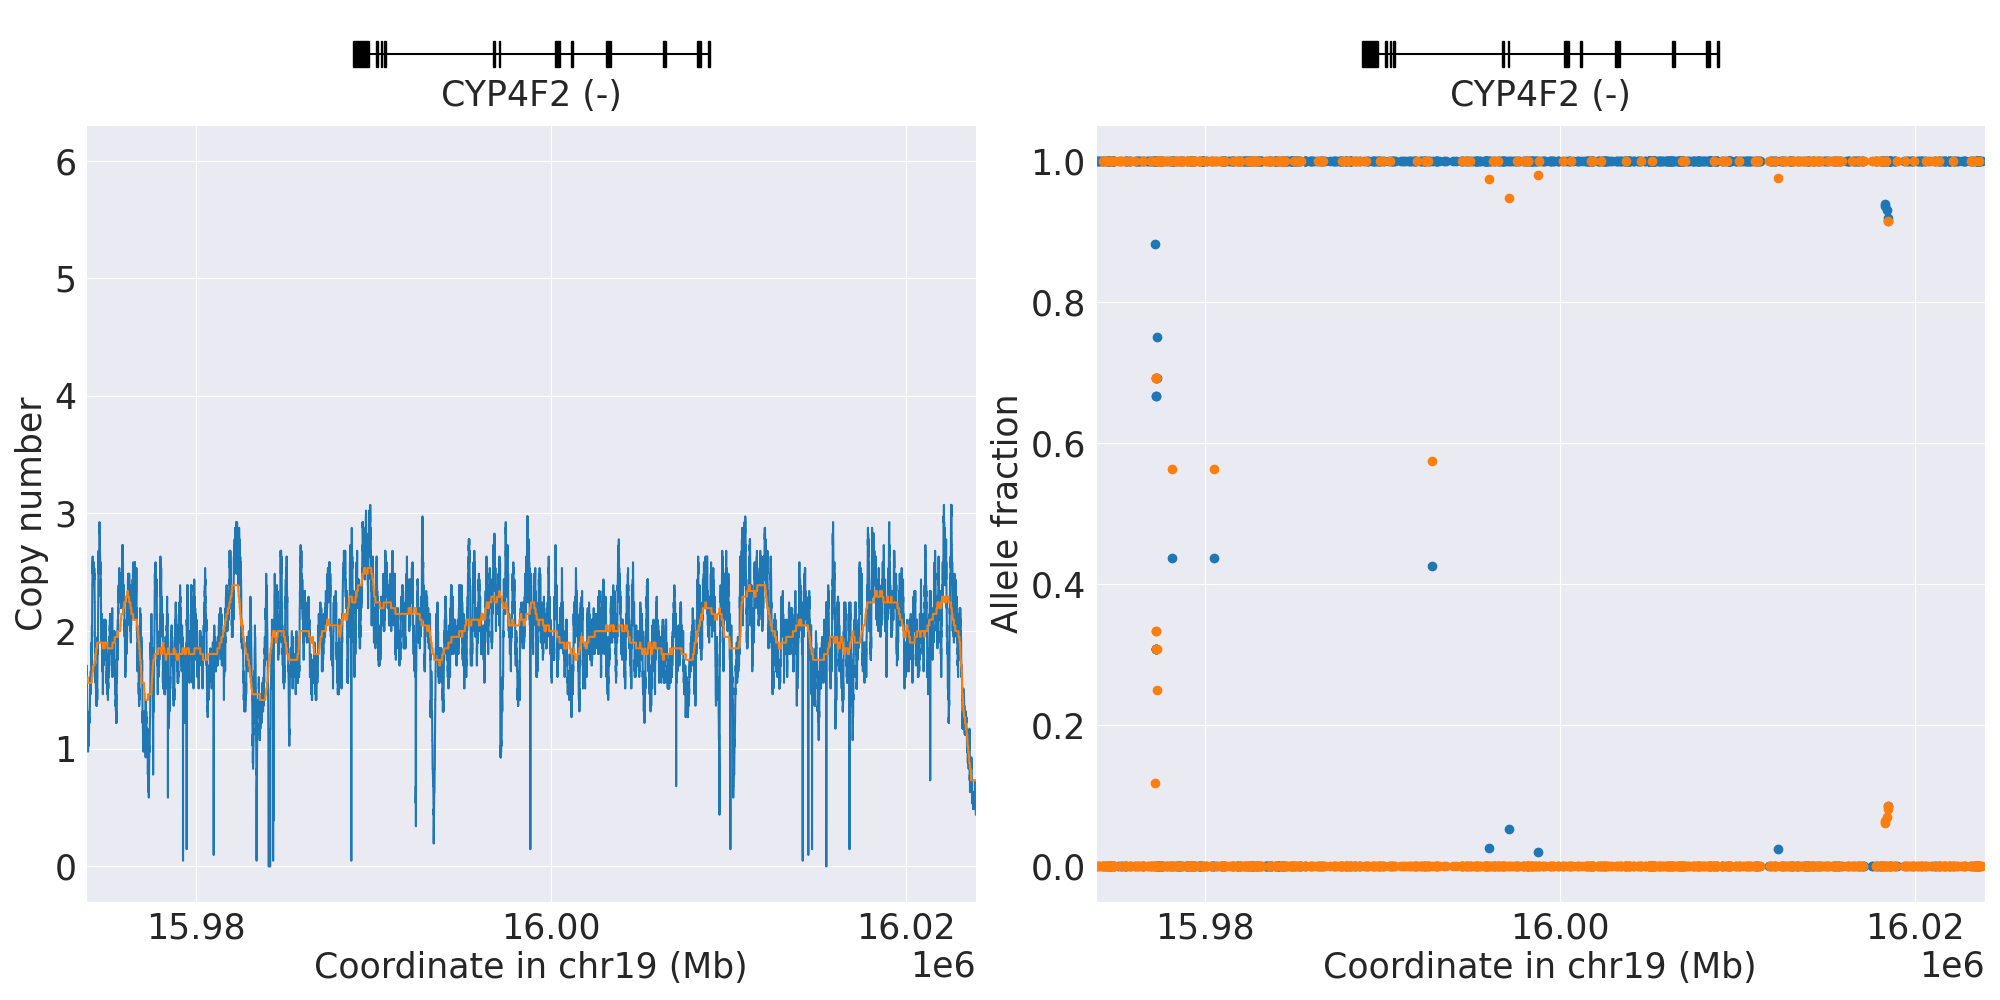 CYP4F2 (-)
6
5
4
3
2
1
0
Copy number
15.98
16.00
16.02
Coordinate in chr19 (Mb)
1e6
CYP4F2 (-)
1.0
0.8
0.6
0.4
0.2
0.0
Allele fraction
15.98
16.00
16.02
Coordinate in chr19 (Mb)
1e6